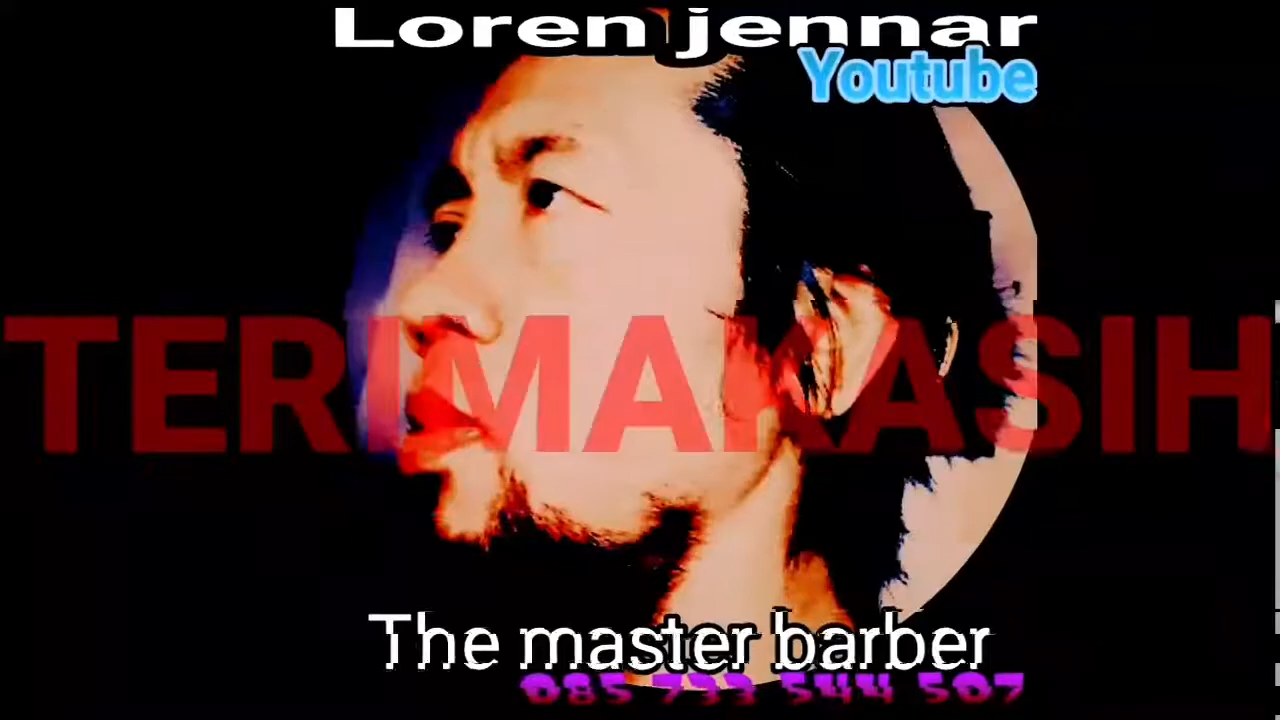 Loren jennar
Youtube
TERIMAKASIH
The master barber
085 733 544 507